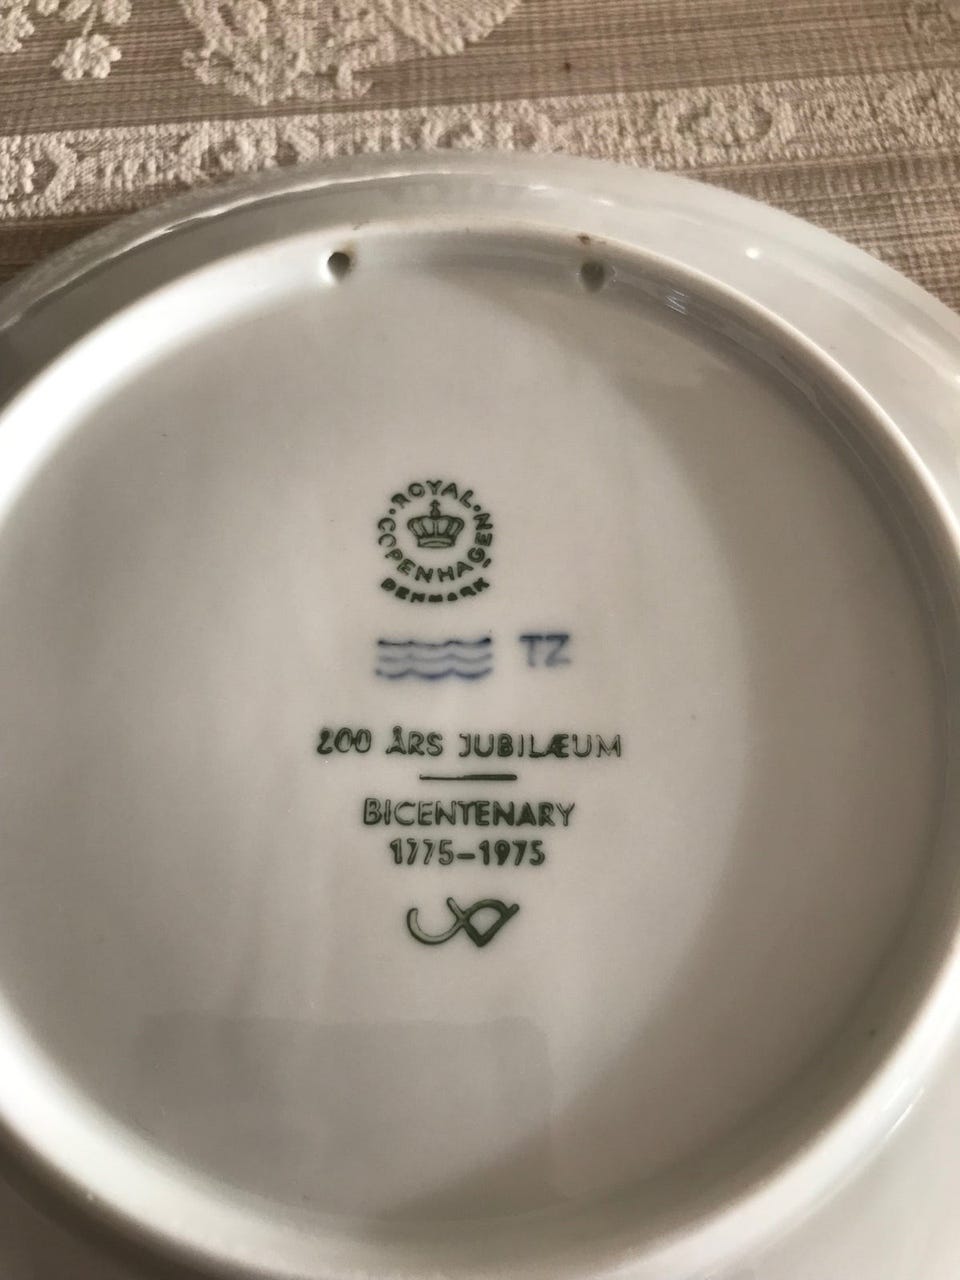 ROYAL
COPENHAGEN
DENMARK
TZ
200 ÅRS JUBILÆUM
BICENTENARY
1775–1975